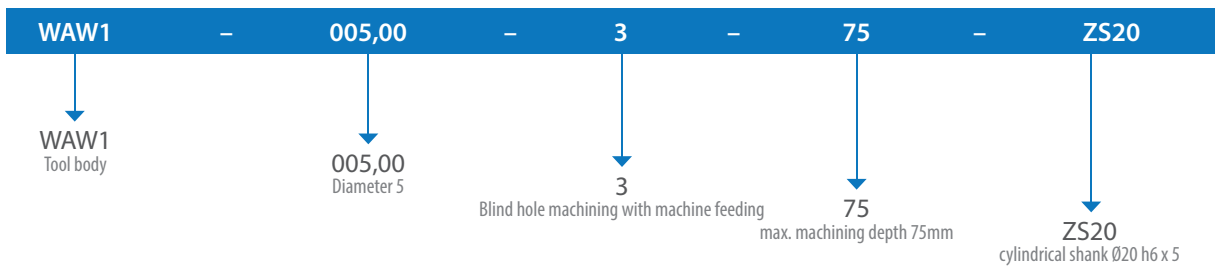 WAW1 – 005,00 – 3 – 75 – ZS20
WAW1
Tool body
005,00
Diameter 5
3
Blind hole machining with machine feeding
75
max. machining depth 75mm
ZS20
cylindrical shank Ø20 h6 x 5